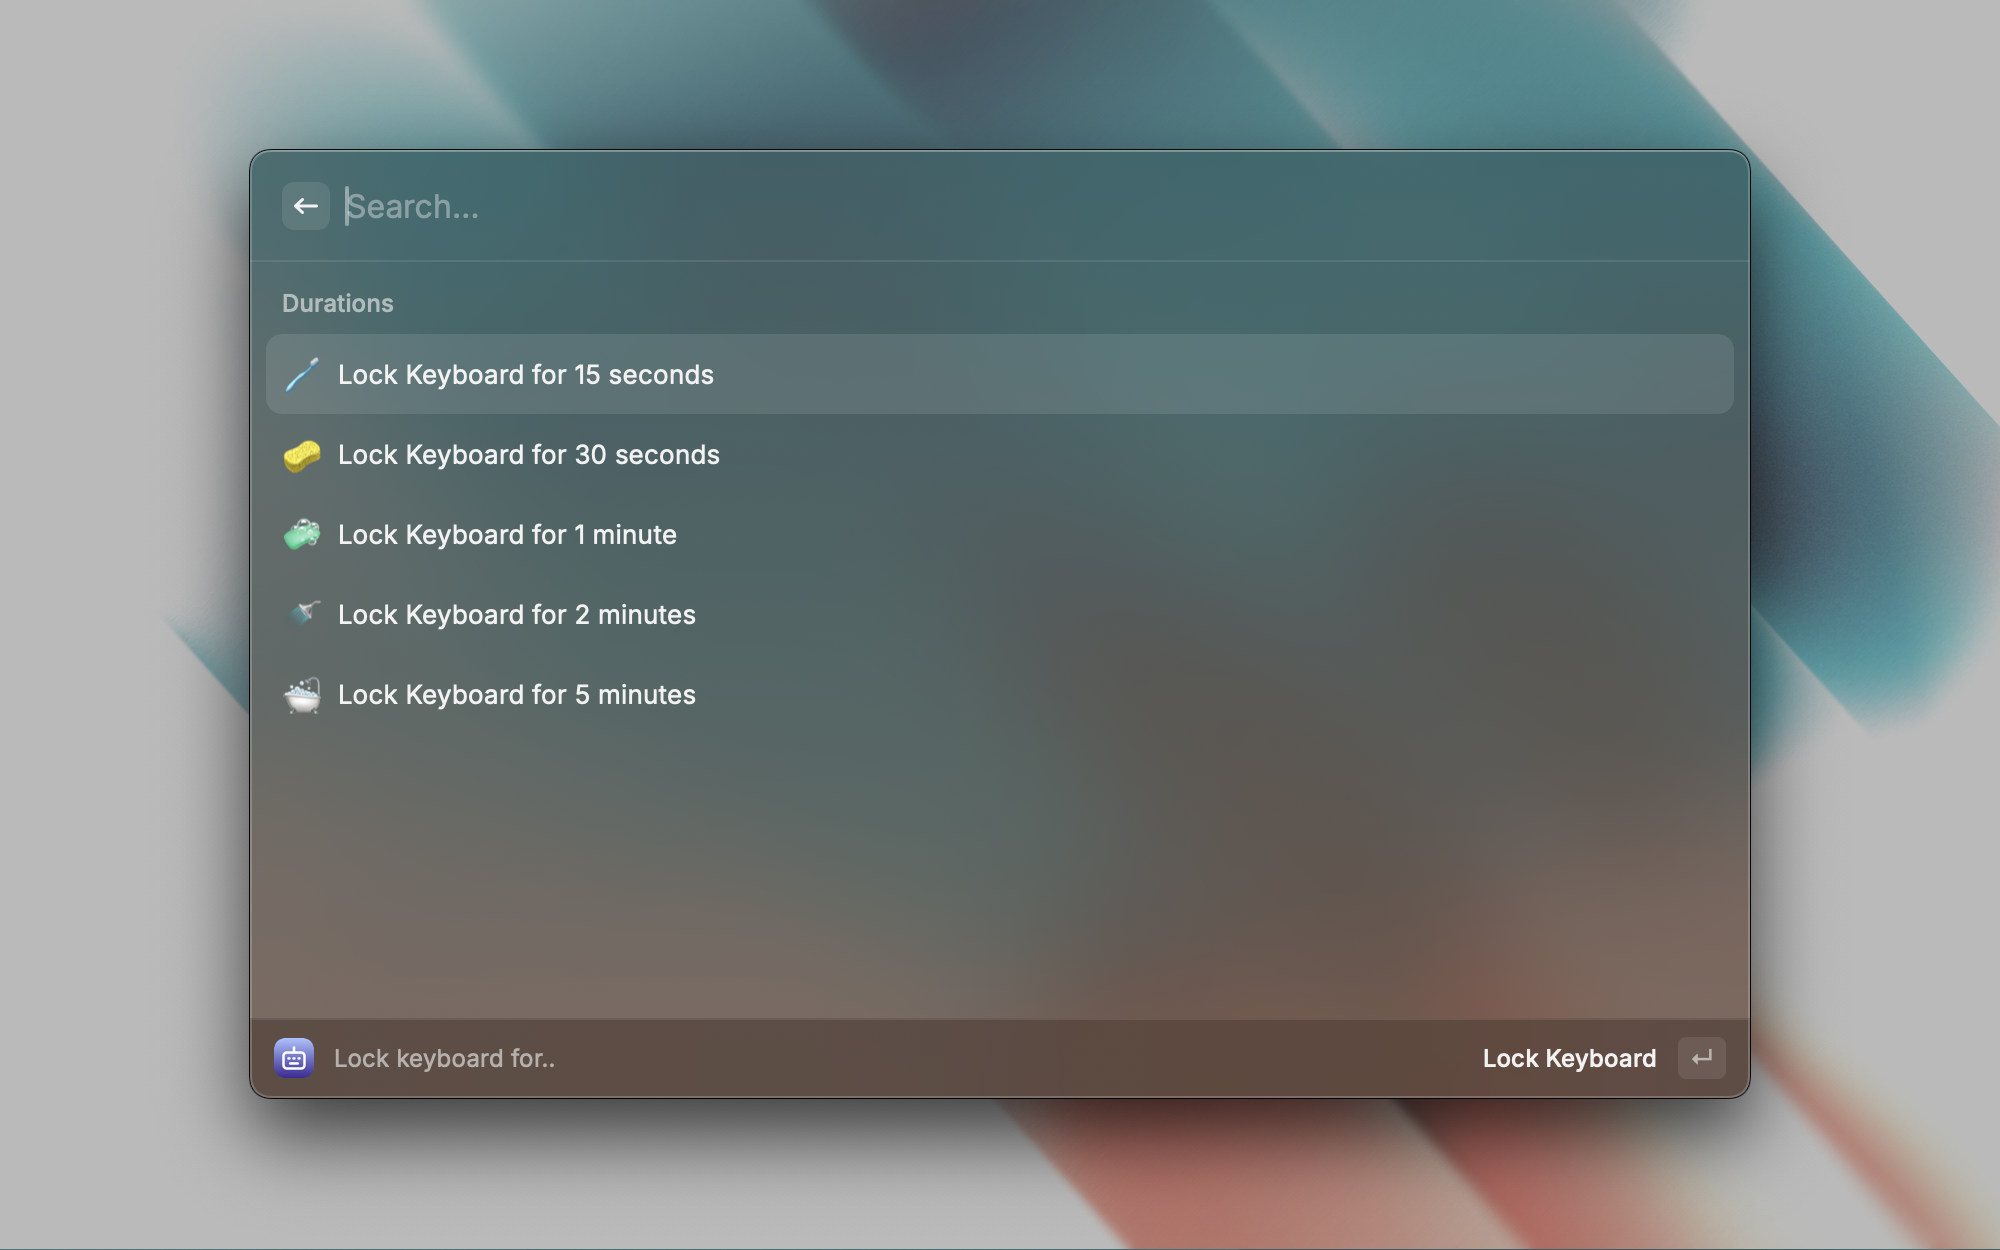 Search...
Durations
Lock Keyboard for 15 seconds
Lock Keyboard for 30 seconds
Lock Keyboard for 1 minute
Lock Keyboard for 2 minutes
Lock Keyboard for 5 minutes
Lock keyboard for..
Lock Keyboard